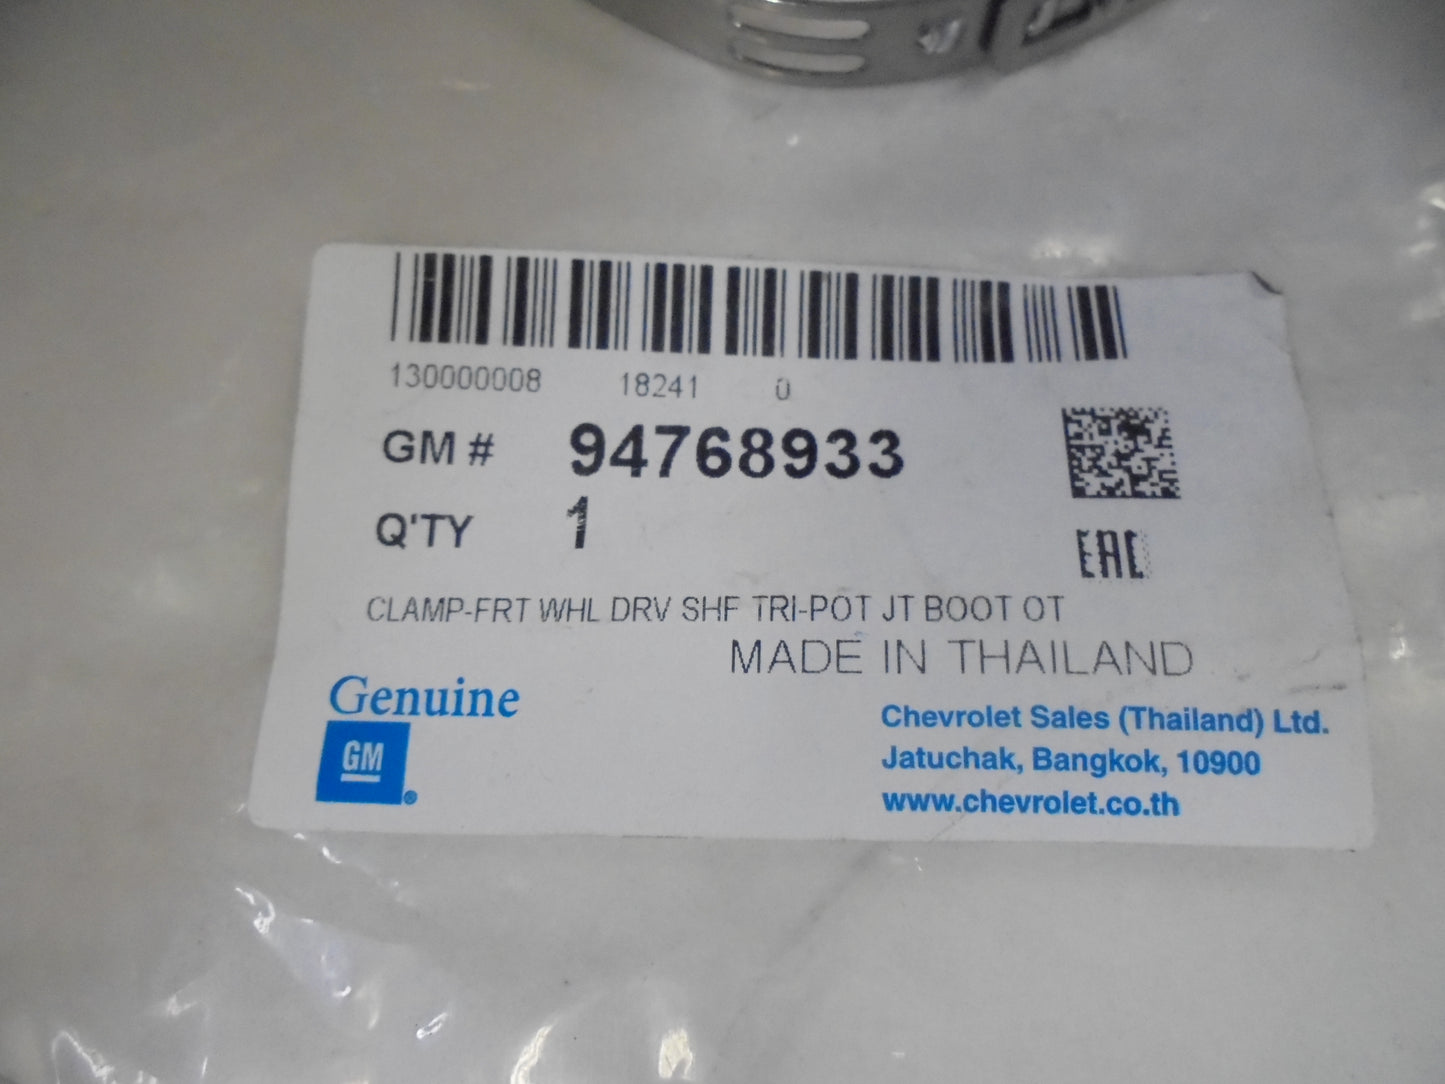 130000008 18241 0
GM # 94768933
Q'TY 1
EAC
CLAMP-FRT WHL DRV SHF TRI-POT JT BOOT OT
MADE IN THAILAND
Genuine
GM®
Chevrolet Sales (Thailand) Ltd.
Jatuchak, Bangkok, 10900
www.chevrolet.co.th